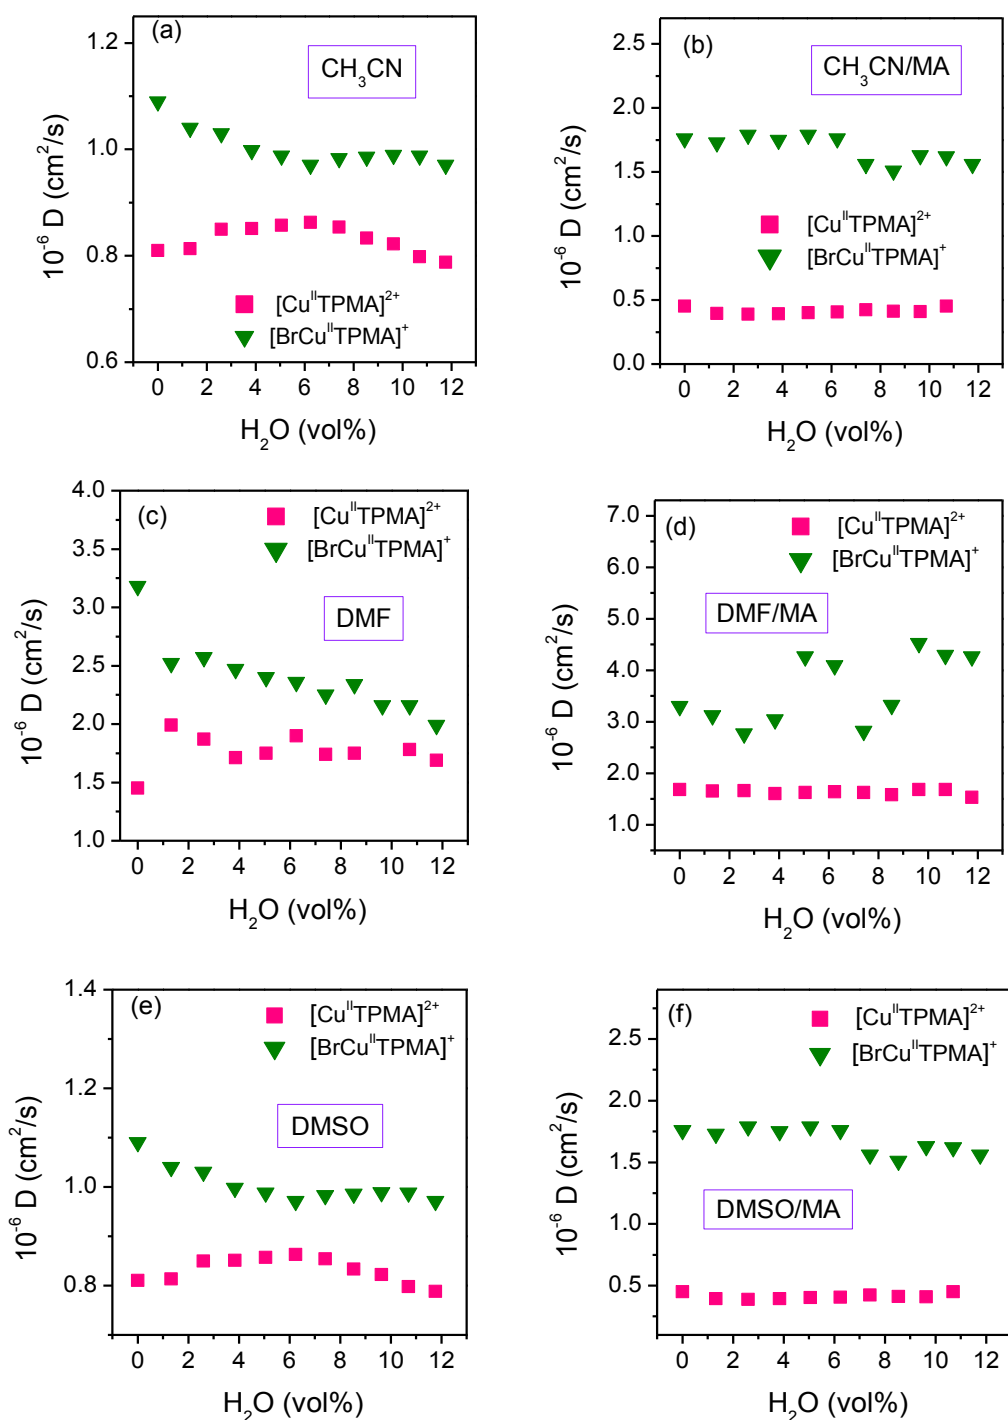 (a)
CH₃CN
1.2
1.0
0.8
0.6
10⁻⁶ D (cm²/s)
[CuᴵᴵTPMA]²⁺
[BrCuᴵᴵTPMA]⁺
0 2 4 6 8 10 12
H₂O (vol%)
(b)
CH₃CN/MA
2.5
2.0
1.5
1.0
0.5
0.0
10⁻⁶ D (cm²/s)
[CuᴵᴵTPMA]²⁺
[BrCuᴵᴵTPMA]⁺
0 2 4 6 8 10 12
H₂O (vol%)
(c)
[CuᴵᴵTPMA]²⁺
[BrCuᴵᴵTPMA]⁺
DMF
4.0
3.5
3.0
2.5
2.0
1.5
1.0
10⁻⁶ D (cm²/s)
0 2 4 6 8 10 12
H₂O (vol%)
(d)
[CuᴵᴵTPMA]²⁺
[BrCuᴵᴵTPMA]⁺
DMF/MA
7.0
6.0
5.0
4.0
3.0
2.0
1.0
10⁻⁶ D (cm²/s)
0 2 4 6 8 10 12
H₂O (vol%)
(e)
[CuᴵᴵTPMA]²⁺
[BrCuᴵᴵTPMA]⁺
DMSO
1.4
1.2
1.0
0.8
10⁻⁶ D (cm²/s)
0 2 4 6 8 10 12
H₂O (vol%)
(f)
[CuᴵᴵTPMA]²⁺
[BrCuᴵᴵTPMA]⁺
DMSO/MA
2.5
2.0
1.5
1.0
0.5
10⁻⁶ D (cm²/s)
0 2 4 6 8 10 12
H₂O (vol%)